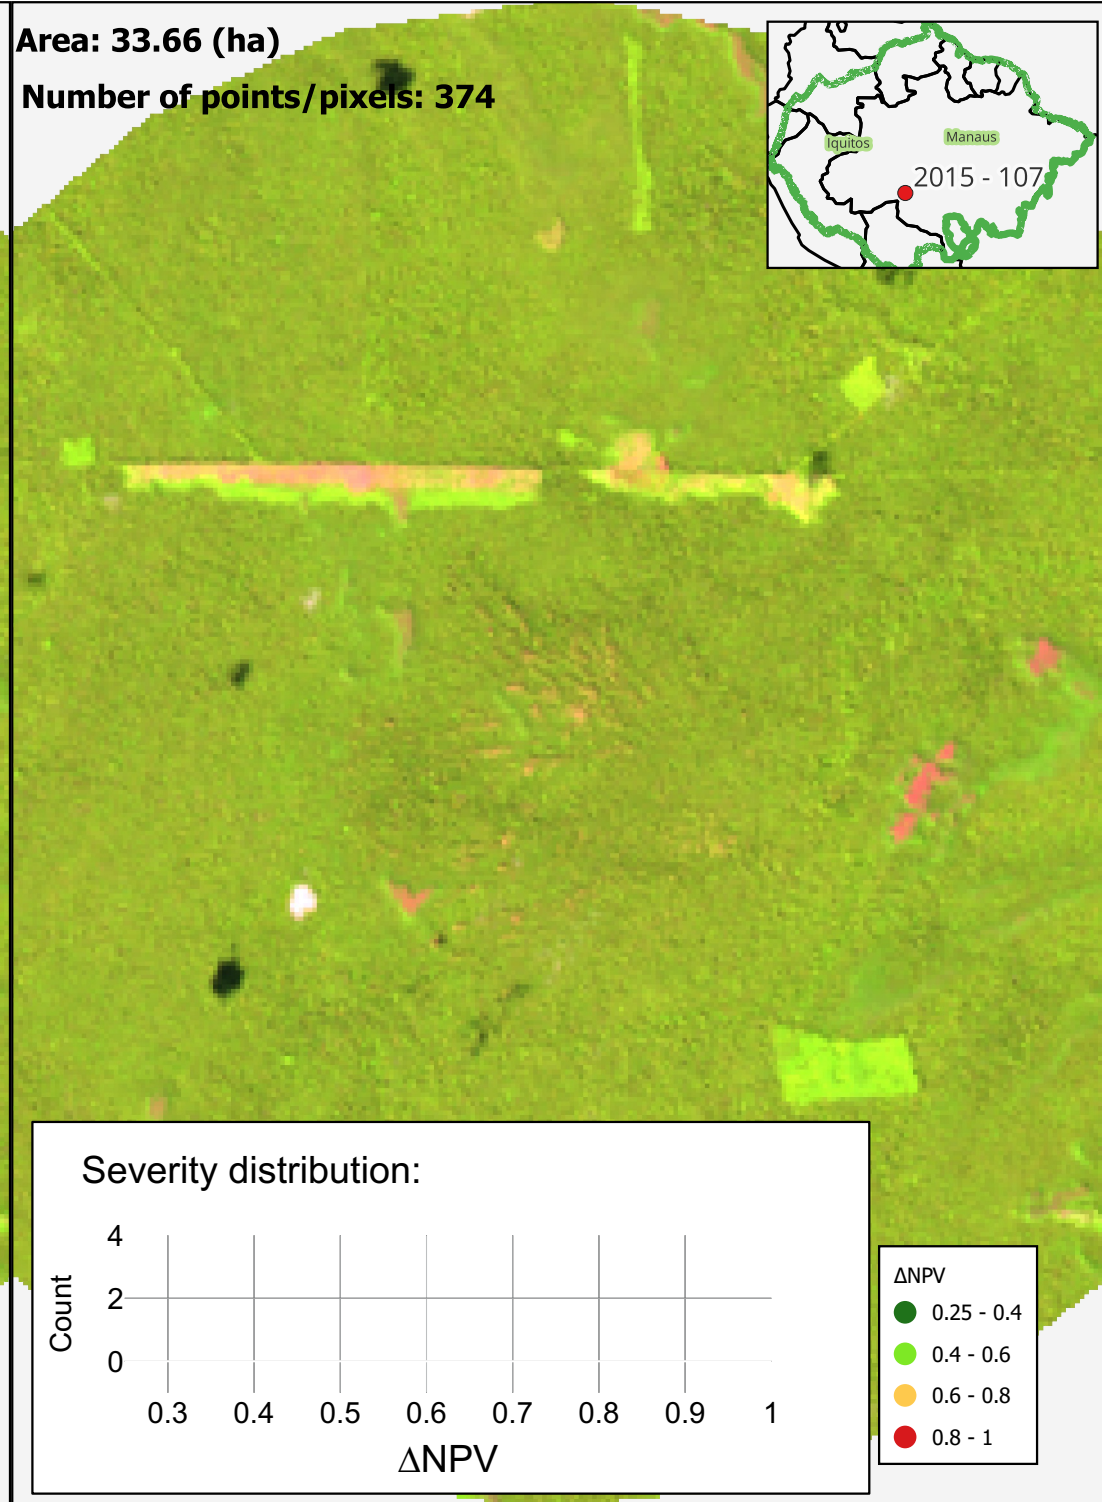 Area: 33.66 (ha)
Number of points/pixels: 374
Iquitos
Manaus
2015 - 107
Severity distribution:
4
2
0
Count
0.3 0.4 0.5 0.6 0.7 0.8 0.9 1
ΔNPV
ΔNPV
0.25 - 0.4
0.4 - 0.6
0.6 - 0.8
0.8 - 1